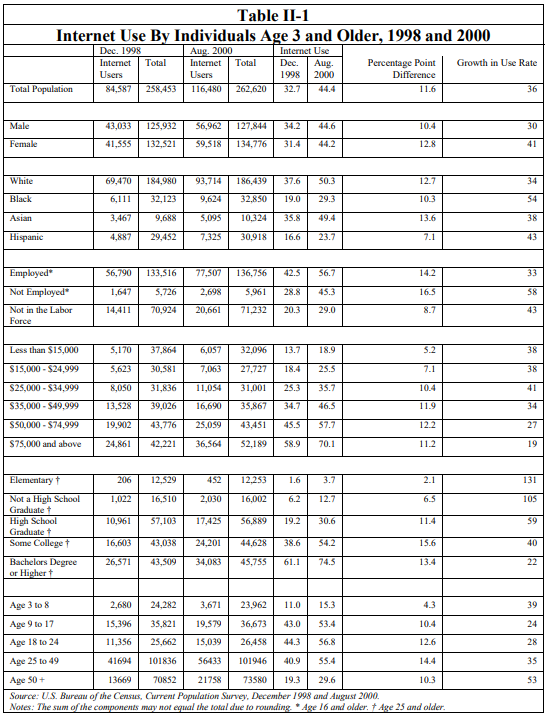 Table II-1
Internet Use By Individuals Age 3 and Older, 1998 and 2000
Dec. 1998 Aug. 2000 Internet Use
Internet Users Total Internet Users Total Dec. 1998 Aug. 2000 Percentage Point Difference Growth in Use Rate
Total Population 84,587 258,453 116,480 262,620 32.7 44.4 11.6 36
Male 43,033 125,932 56,962 127,844 34.2 44.6 10.4 30
Female 41,555 132,521 59,518 134,776 31.4 44.2 12.8 41
White 69,470 184,980 93,714 186,439 37.6 50.3 12.7 34
Black 6,111 32,123 9,624 32,850 19.0 29.3 10.3 54
Asian 3,467 9,688 5,095 10,324 35.8 49.4 13.6 38
Hispanic 4,887 29,452 7,325 30,918 16.6 23.7 7.1 43
Employed* 56,790 133,516 77,507 136,756 42.5 56.7 14.2 33
Not Employed* 1,647 5,726 2,698 5,961 28.8 45.3 16.5 58
Not in the Labor Force 14,411 70,924 20,661 71,232 20.3 29.0 8.7 43
Less than $15,000 5,170 37,864 6,057 32,096 13.7 18.9 5.2 38
$15,000 - $24,999 5,623 30,581 7,063 27,727 18.4 25.5 7.1 38
$25,000 - $34,999 8,050 31,836 11,054 31,001 25.3 35.7 10.4 41
$35,000 - $49,999 13,528 39,026 16,690 35,867 34.7 46.5 11.9 34
$50,000 - $74,999 19,902 43,776 25,059 43,451 45.5 57.7 12.2 27
$75,000 and above 24,861 42,221 36,564 52,189 58.9 70.1 11.2 19
Elementary † 206 12,529 452 12,253 1.6 3.7 2.1 131
Not a High School Graduate † 1,022 16,510 2,030 16,002 6.2 12.7 6.5 105
High School Graduate † 10,961 57,103 17,425 56,889 19.2 30.6 11.4 59
Some College † 16,603 43,038 24,201 44,628 38.6 54.2 15.6 40
Bachelors Degree or Higher † 26,571 43,509 34,083 45,755 61.1 74.5 13.4 22
Age 3 to 8 2,680 24,282 3,671 23,962 11.0 15.3 4.3 39
Age 9 to 17 15,396 35,821 19,579 36,673 43.0 53.4 10.4 24
Age 18 to 24 11,356 25,662 15,039 26,458 44.3 56.8 12.6 28
Age 25 to 49 41694 101836 56433 101946 40.9 55.4 14.4 35
Age 50 + 13669 70852 21758 73580 19.3 29.6 10.3 53
Source: U.S. Bureau of the Census, Current Population Survey, December 1998 and August 2000.
Notes: The sum of the components may not equal the total due to rounding. * Age 16 and older. † Age 25 and older.